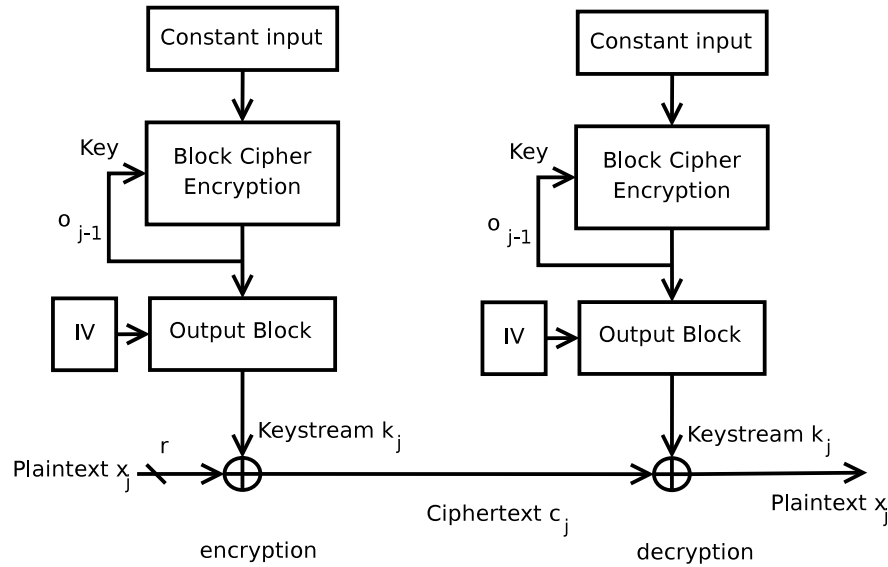 Constant input
Constant input
Key
Block Cipher
Encryption
Key
Block Cipher
Encryption
o j-1
o j-1
IV
Output Block
IV
Output Block
r
Keystream k j
Keystream k j
Plaintext x j
Ciphertext c j
Plaintext x j
encryption
decryption